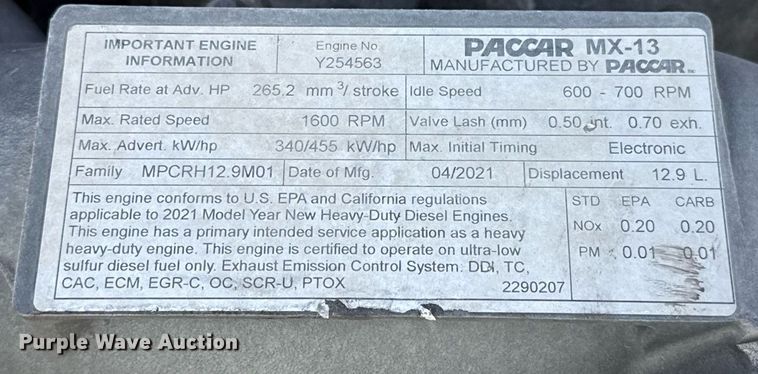 IMPORTANT ENGINE INFORMATION
Engine No. Y254563
PACCAR MX-13
MANUFACTURED BY PACCAR
Fuel Rate at Adv. HP 265.2 mm³/ stroke
Idle Speed 600 - 700 RPM
Max. Rated Speed 1600 RPM
Valve Lash (mm) 0.50 int. 0.70 exh.
Max. Advert. kW/hp 340/455 kW/hp
Max. Initial Timing Electronic
Family MPCRH12.9M01
Date of Mfg. 04/2021
Displacement 12.9 L.
This engine conforms to U.S. EPA and California regulations
applicable to 2021 Model Year New Heavy-Duty Diesel Engines.
This engine has a primary intended service application as a heavy
heavy-duty engine. This engine is certified to operate on ultra-low
sulfur diesel fuel only. Exhaust Emission Control System: DDI, TC,
CAC, ECM, EGR-C, OC, SCR-U, PTOX
2290207
STD EPA CARB
NOx 0.20 0.20
PM 0.01 0.01
Purple Wave Auction